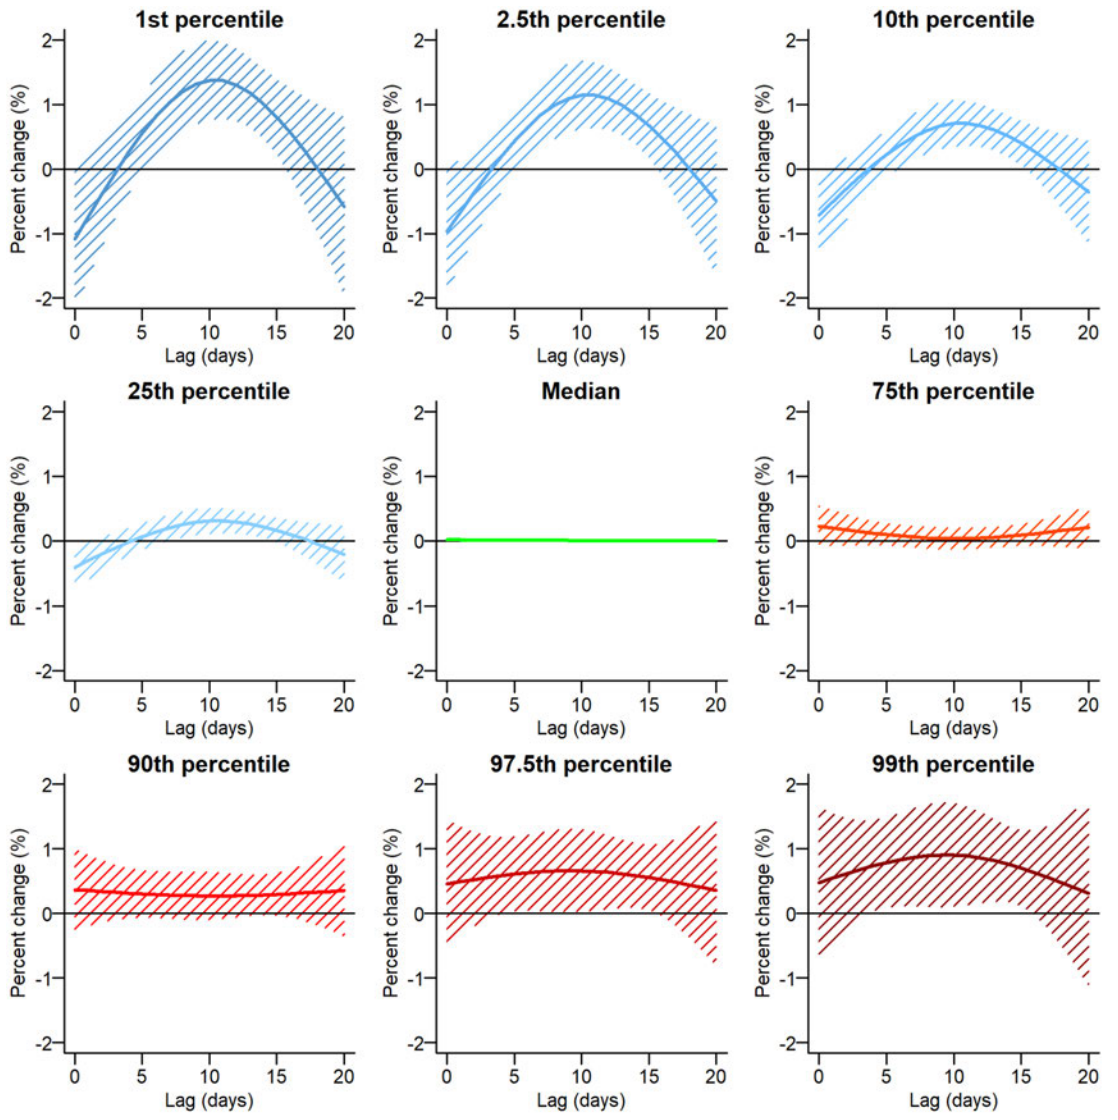 1st percentile 2.5th percentile 10th percentile
Percent change (%) Percent change (%) Percent change (%)
2 2 2
1 1 1
0 0 0
-1 -1 -1
-2 -2 -2
0 5 10 15 20 0 5 10 15 20 0 5 10 15 20
Lag (days) Lag (days) Lag (days)
25th percentile Median 75th percentile
Percent change (%) Percent change (%) Percent change (%)
2 2 2
1 1 1
0 0 0
-1 -1 -1
-2 -2 -2
0 5 10 15 20 0 5 10 15 20 0 5 10 15 20
Lag (days) Lag (days) Lag (days)
90th percentile 97.5th percentile 99th percentile
Percent change (%) Percent change (%) Percent change (%)
2 2 2
1 1 1
0 0 0
-1 -1 -1
-2 -2 -2
0 5 10 15 20 0 5 10 15 20 0 5 10 15 20
Lag (days) Lag (days) Lag (days)